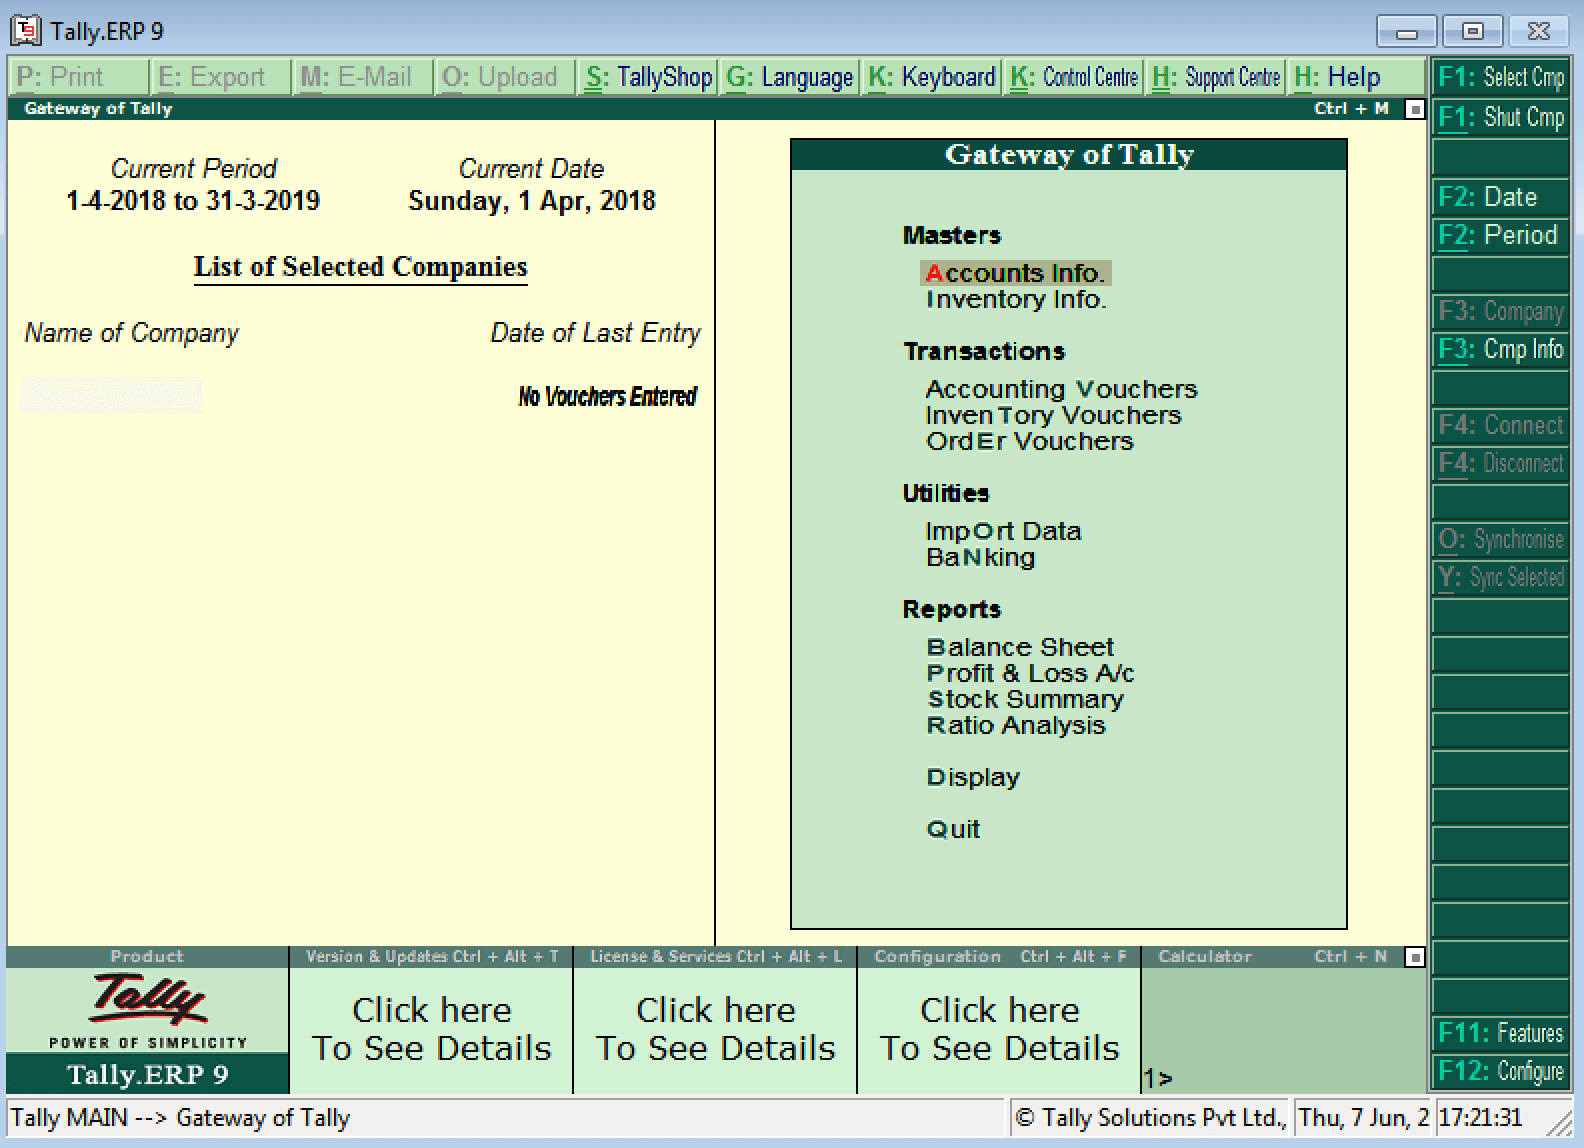 Tally.ERP 9
P: Print E: Export M: E-Mail O: Upload S: TallyShop G: Language K: Keyboard K: Control Centre H: Support Centre H: Help
Gateway of Tally Ctrl + M
Current Period Current Date
1-4-2018 to 31-3-2019 Sunday, 1 Apr, 2018
List of Selected Companies
Name of Company Date of Last Entry
No Vouchers Entered
Gateway of Tally
Masters
Accounts Info.
Inventory Info.
Transactions
Accounting Vouchers
InvenTory Vouchers
OrdEr Vouchers
Utilities
ImpOrt Data
BaNking
Reports
Balance Sheet
Profit & Loss A/c
Stock Summary
Ratio Analysis
Display
Quit
F1: Select Cmp
F1: Shut Cmp
F2: Date
F2: Period
F3: Company
F3: Cmp Info
F4: Connect
F4: Disconnect
O: Synchronise
Y: Sync Selected
F11: Features
F12: Configure
Product
Tally
POWER OF SIMPLICITY
Tally.ERP 9
Version & Updates Ctrl + Alt + T
Click here
To See Details
License & Services Ctrl + Alt + L
Click here
To See Details
Configuration Ctrl + Alt + F
Click here
To See Details
Calculator Ctrl + N
1>
Tally MAIN --> Gateway of Tally
© Tally Solutions Pvt Ltd.,
Thu, 7 Jun, 2
17:21:31